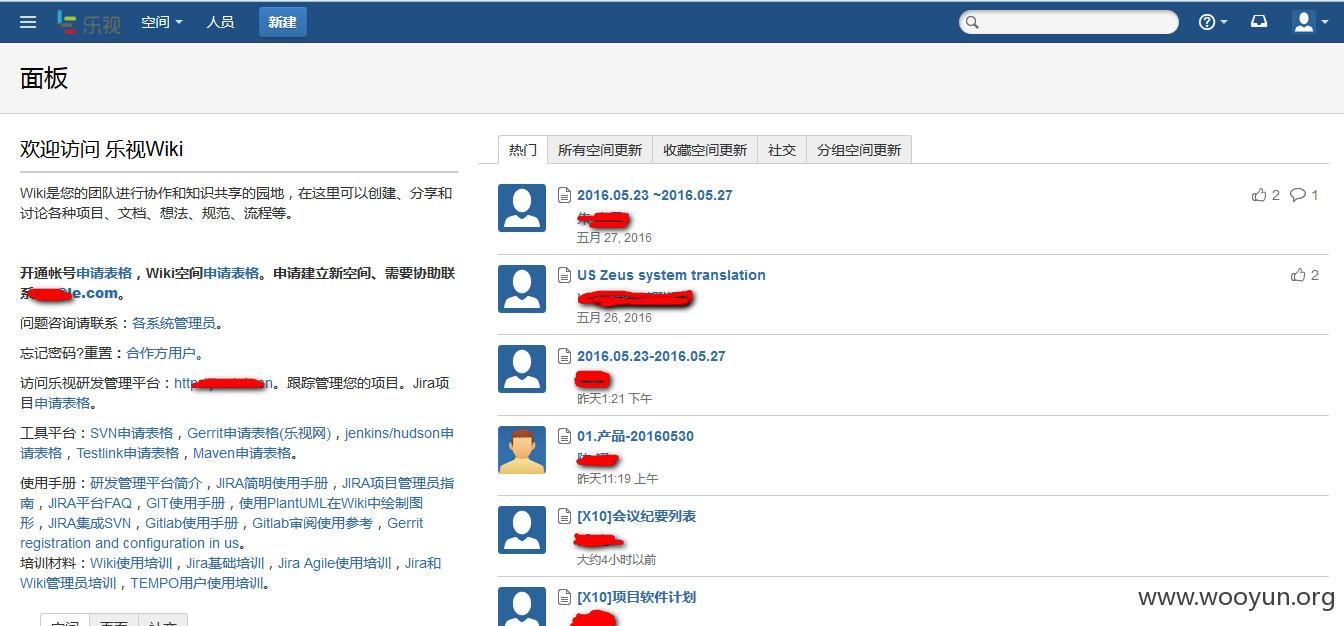 乐视 空间 人员 新建
面板
欢迎访问 乐视Wiki
Wiki是您的团队进行协作和知识共享的园地，在这里可以创建、分享和
讨论各种项目、文档、想法、规范、流程等。
开通帐号申请表格，Wiki空间申请表格。申请建立新空间、需要协助联
系 le.com。
问题咨询请联系：各系统管理员。
忘记密码?重置：合作方用户。
访问乐视研发管理平台：http n。跟踪管理您的项目。Jira项
目申请表格。
工具平台：SVN申请表格，Gerrit申请表格(乐视网)，jenkins/hudson申
请表格，Testlink申请表格，Maven申请表格。
使用手册：研发管理平台简介，JIRA简明使用手册，JIRA项目管理员指
南，JIRA平台FAQ，GIT使用手册，使用PlantUML在Wiki中绘制图
形，JIRA集成SVN，Gitlab使用手册，Gitlab审阅使用参考，Gerrit
registration and configuration in us。
培训材料：Wiki使用培训，Jira基础培训，Jira Agile使用培训，Jira和
Wiki管理员培训，TEMPO用户使用培训。
空间 页面 社交
热门 所有空间更新 收藏空间更新 社交 分组空间更新
2016.05.23 ~2016.05.27 2 1
朱
五月 27, 2016
US Zeus system translation 2
五月 26, 2016
2016.05.23-2016.05.27
昨天1:21 下午
01.产品-20160530
陈
昨天11:19 上午
[X10]会议纪要列表
大约4小时以前
[X10]项目软件计划
www.wooyun.org